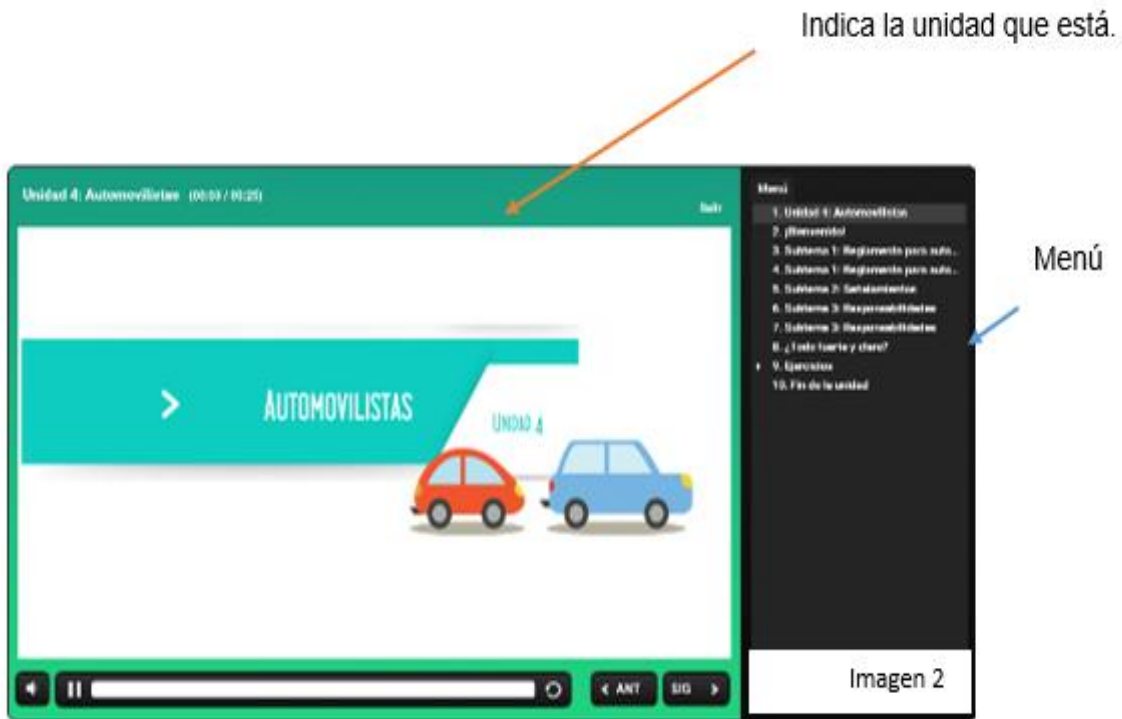 Indica la unidad que está.
Unidad 4: Automovilistas (00:03 / 00:25)
Salir
Menú
1. Unidad 4: Automovilistas
2. ¡Bienvenido!
3. Subtema 1: Reglamento para auto...
4. Subtema 1: Reglamento para auto...
5. Subtema 2: Señalamientos
6. Subtema 3: Responsabilidades
7. Subtema 3: Responsabilidades
8. ¿Todo fuerte y claro?
9. Ejercicios
10. Fin de la unidad
Menú
> AUTOMOVILISTAS
UNIDAD 4
< ANT
SIG >
Imagen 2